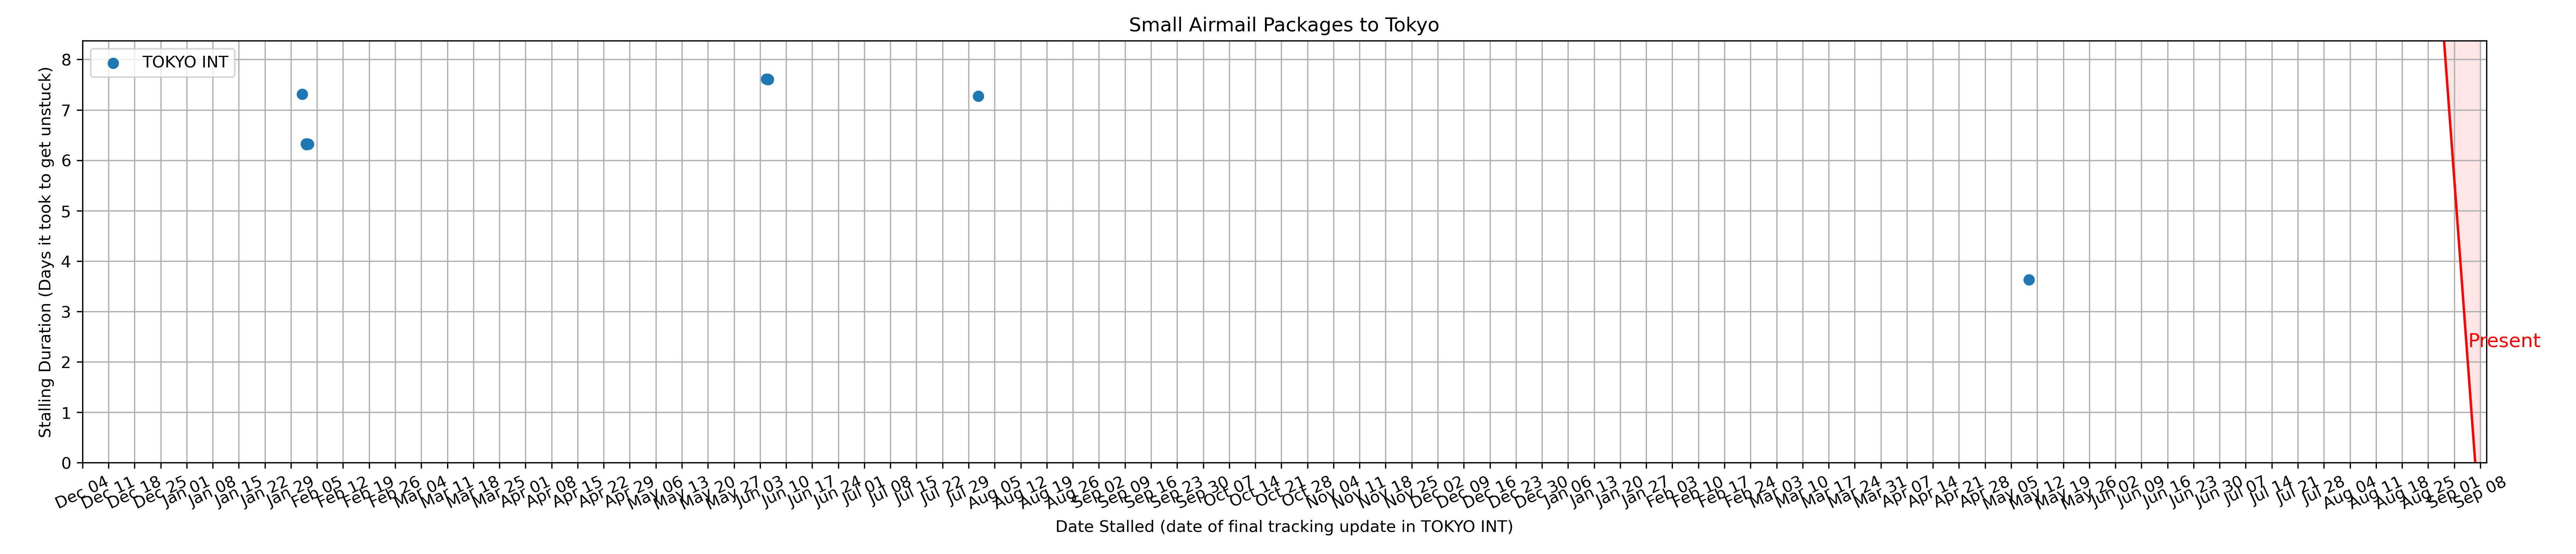 Small Airmail Packages to Tokyo
TOKYO INT
Stalling Duration (Days it took to get unstuck)
8
7
6
5
4
3
2
1
0
Present
Dec 04
Dec 11
Dec 18
Dec 25
Jan 01
Jan 08
Jan 15
Jan 22
Jan 29
Feb 05
Feb 12
Feb 19
Feb 26
Mar 04
Mar 11
Mar 18
Mar 25
Apr 01
Apr 08
Apr 15
Apr 22
Apr 29
May 06
May 13
May 20
May 27
Jun 03
Jun 10
Jun 17
Jun 24
Jul 01
Jul 08
Jul 15
Jul 22
Jul 29
Aug 05
Aug 12
Aug 19
Aug 26
Sep 02
Sep 09
Sep 16
Sep 23
Sep 30
Oct 07
Oct 14
Oct 21
Oct 28
Nov 04
Nov 11
Nov 18
Nov 25
Dec 02
Dec 09
Dec 16
Dec 23
Dec 30
Jan 06
Jan 13
Jan 20
Jan 27
Feb 03
Feb 10
Feb 17
Feb 24
Mar 03
Mar 10
Mar 17
Mar 24
Mar 31
Apr 07
Apr 14
Apr 21
Apr 28
May 05
May 12
May 19
May 26
Jun 02
Jun 09
Jun 16
Jun 23
Jun 30
Jul 07
Jul 14
Jul 21
Jul 28
Aug 04
Aug 11
Aug 18
Aug 25
Sep 01
Sep 08
Date Stalled (date of final tracking update in TOKYO INT)